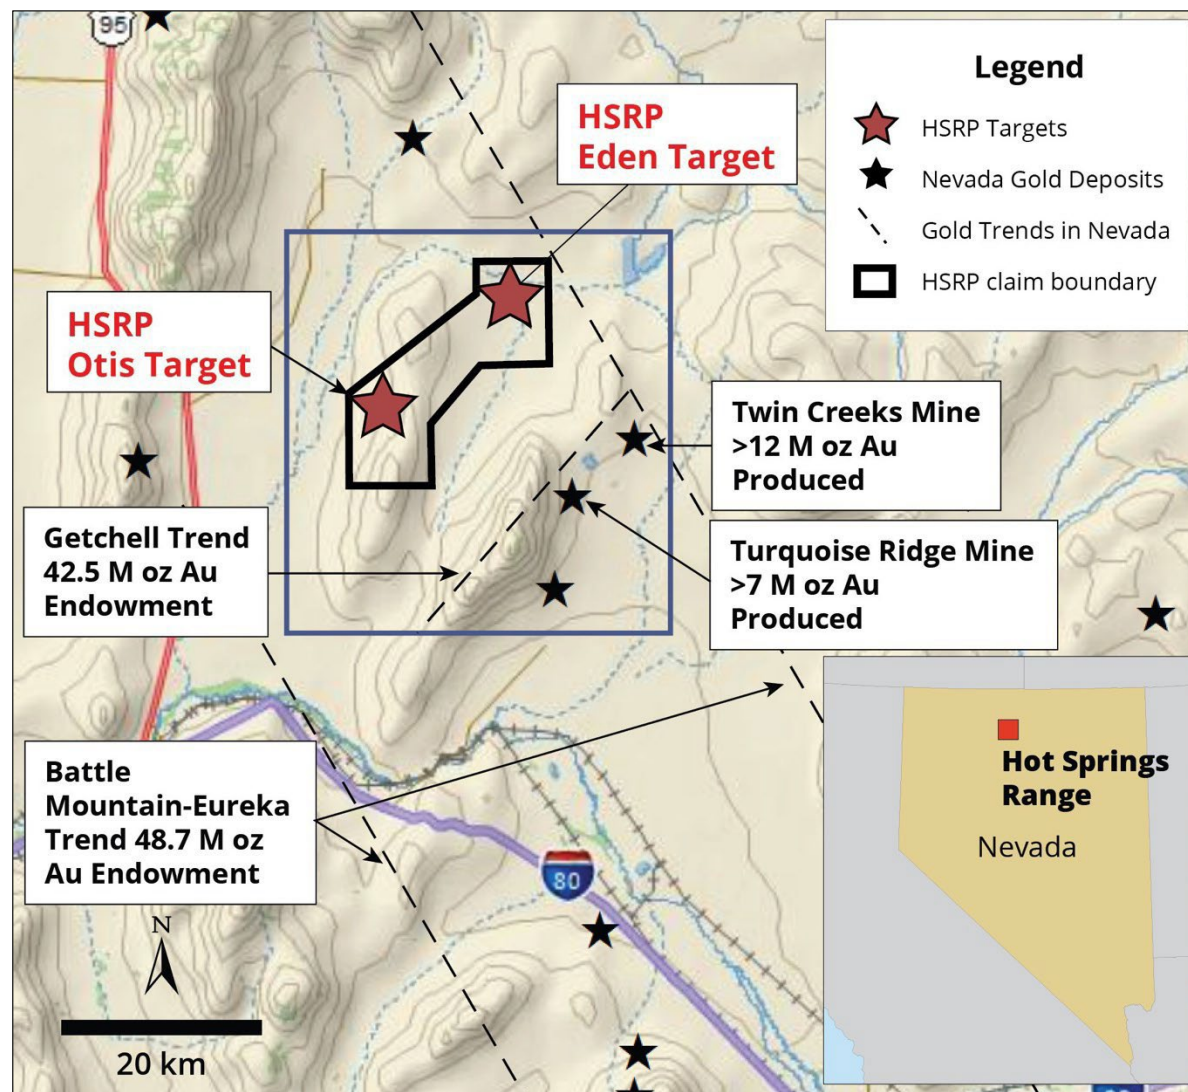 95
HSRP
Eden Target
Legend
HSRP Targets
Nevada Gold Deposits
Gold Trends in Nevada
HSRP claim boundary
HSRP
Otis Target
Twin Creeks Mine
>12 M oz Au
Produced
Getchell Trend
42.5 M oz Au
Endowment
Turquoise Ridge Mine
>7 M oz Au
Produced
Battle
Mountain-Eureka
Trend 48.7 M oz
Au Endowment
80
Hot Springs
Range
Nevada
N
20 km